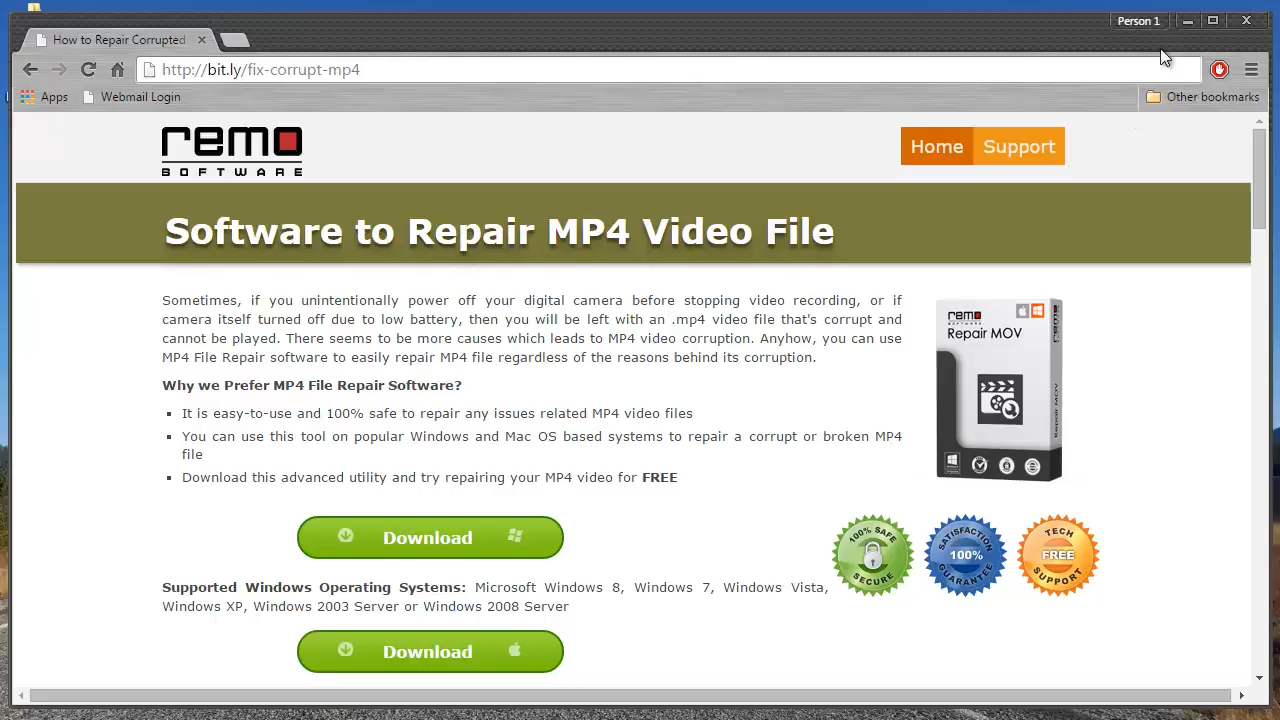 Person 1
How to Repair Corrupted
http://bit.ly/fix-corrupt-mp4
Apps Webmail Login Other bookmarks
remo
SOFTWARE
Home Support
Software to Repair MP4 Video File
Sometimes, if you unintentionally power off your digital camera before stopping video recording, or if
camera itself turned off due to low battery, then you will be left with an .mp4 video file that's corrupt and
cannot be played. There seems to be more causes which leads to MP4 video corruption. Anyhow, you can use
MP4 File Repair software to easily repair MP4 file regardless of the reasons behind its corruption.
Why we Prefer MP4 File Repair Software?
It is easy-to-use and 100% safe to repair any issues related MP4 video files
You can use this tool on popular Windows and Mac OS based systems to repair a corrupt or broken MP4
file
Download this advanced utility and try repairing your MP4 video for FREE
remo
SOFTWARE
Repair MOV
remo
Repair MOV
Download
100% SAFE
SECURE
SATISFACTION
100%
GUARANTEE
TECH
FREE
SUPPORT
Supported Windows Operating Systems: Microsoft Windows 8, Windows 7, Windows Vista,
Windows XP, Windows 2003 Server or Windows 2008 Server
Download